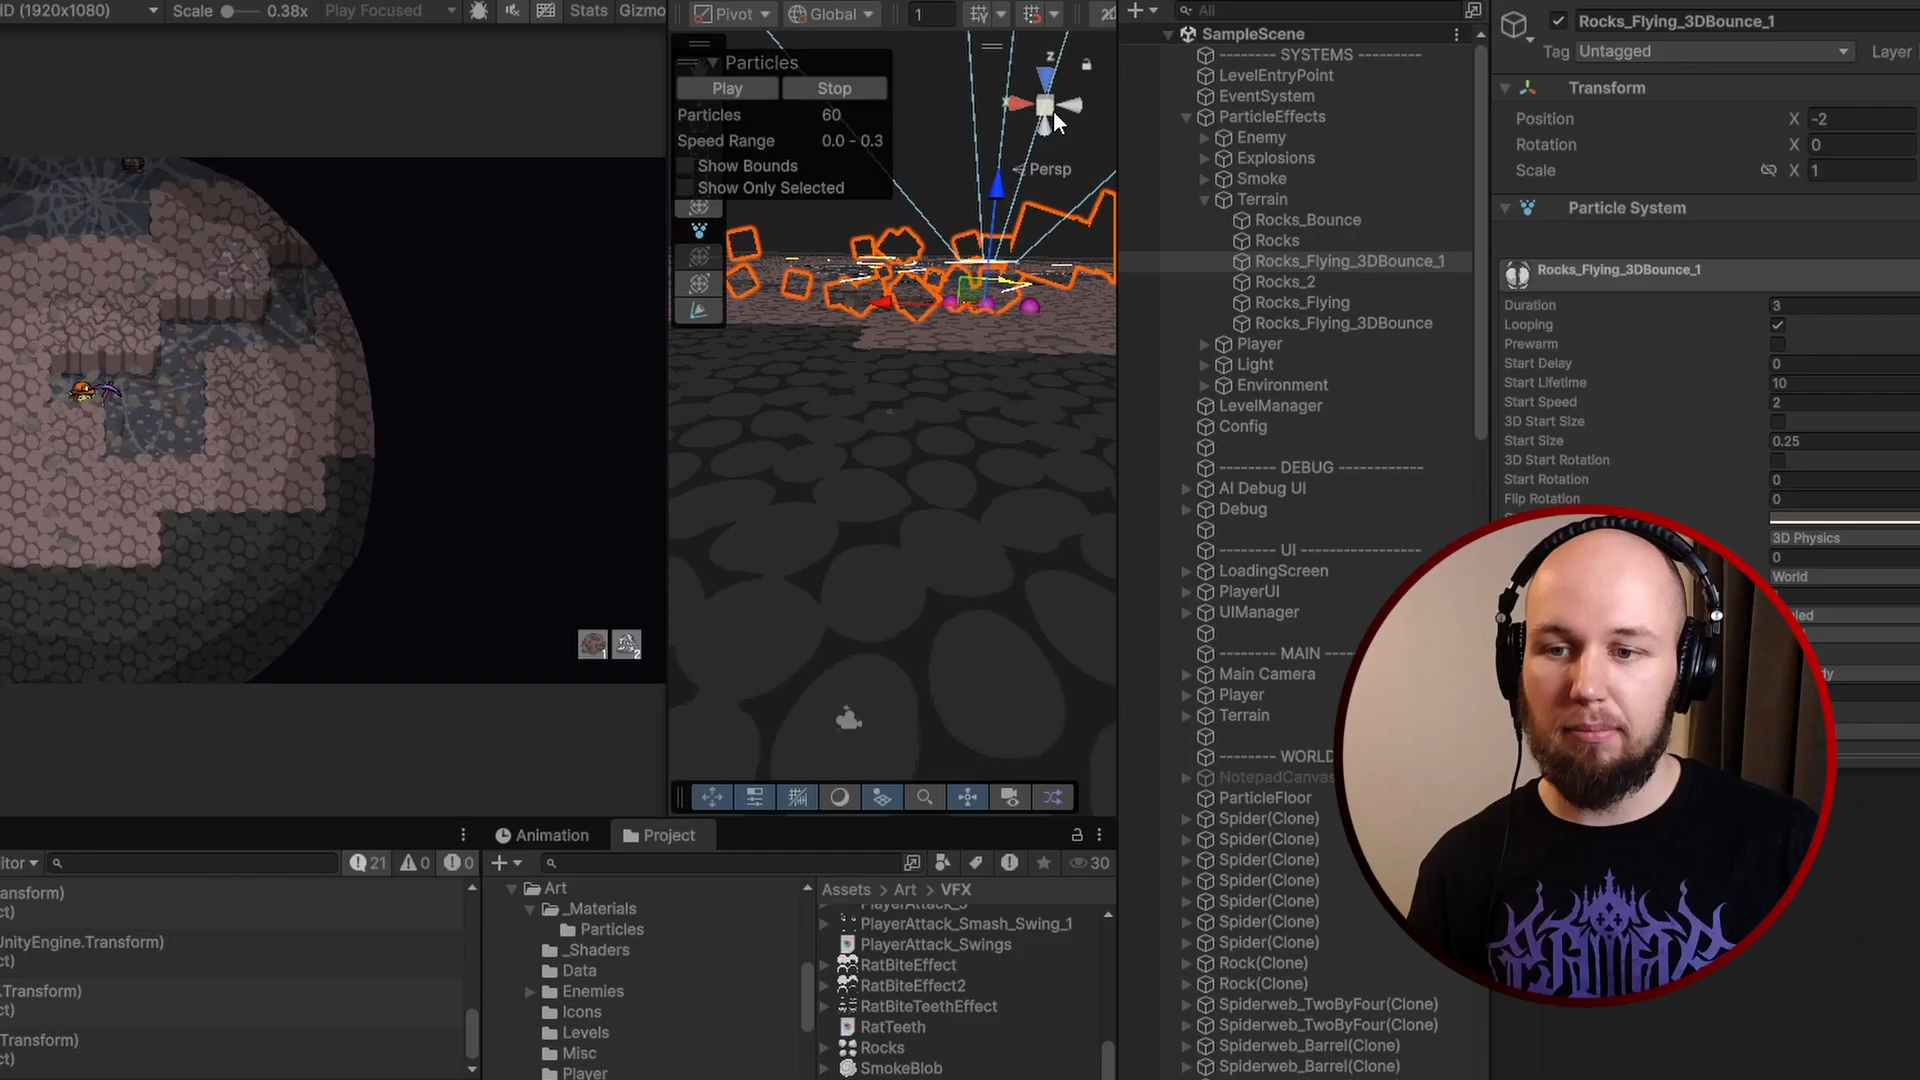 ID (1920x1080)
Scale
0.38x
Play Focused
Stats
Gizmo
Pivot
Global
1
Particles
Play
Stop
Particles 60
Speed Range 0.0 - 0.3
Show Bounds
Show Only Selected
z
x
Persp
1
2
All
SampleScene
-------- SYSTEMS ---------
LevelEntryPoint
EventSystem
ParticleEffects
Enemy
Explosions
Smoke
Terrain
Rocks_Bounce
Rocks
Rocks_Flying_3DBounce_1
Rocks_2
Rocks_Flying
Rocks_Flying_3DBounce
Player
Light
Environment
LevelManager
Config
-------- DEBUG ------------
AI Debug UI
Debug
-------- UI ----------------
LoadingScreen
PlayerUI
UIManager
-------- MAIN
Main Camera
Player
Terrain
-------- WORLD
NotepadCanvas
ParticleFloor
Spider(Clone)
Spider(Clone)
Spider(Clone)
Spider(Clone)
Spider(Clone)
Spider(Clone)
Spider(Clone)
Rock(Clone)
Rock(Clone)
Spiderweb_TwoByFour(Clone)
Spiderweb_TwoByFour(Clone)
Spiderweb_Barrel(Clone)
Spiderweb_Barrel(Clone)
Rocks_Flying_3DBounce_1
Tag Untagged Layer
Transform
Position X -2
Rotation X 0
Scale X 1
Particle System
Rocks_Flying_3DBounce_1
Duration 3
Looping
Prewarm
Start Delay 0
Start Lifetime 10
Start Speed 2
3D Start Size
Start Size 0.25
3D Start Rotation
Start Rotation 0
Flip Rotation 0
3D Physics
0
World
Animation
Project
itor
21
0
0
30
ansform)
ct)
UnityEngine.Transform)
ct)
.Transform)
ct)
Transform)
Art
_Materials
Particles
_Shaders
Data
Enemies
Icons
Levels
Misc
Player
Assets > Art > VFX
PlayerAttack_3
PlayerAttack_Smash_Swing_1
PlayerAttack_Swings
RatBiteEffect
RatBiteEffect2
RatBiteTeethEffect
RatTeeth
Rocks
SmokeBlob